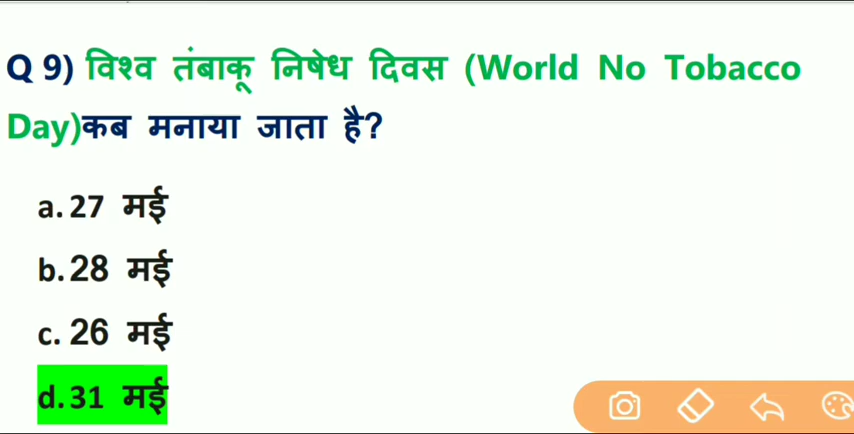 Q 9) विश्व तंबाकू निषेध दिवस (World No Tobacco
Day)कब मनाया जाता है?
a. 27 मई
b. 28 मई
c. 26 मई
d. 31 मई